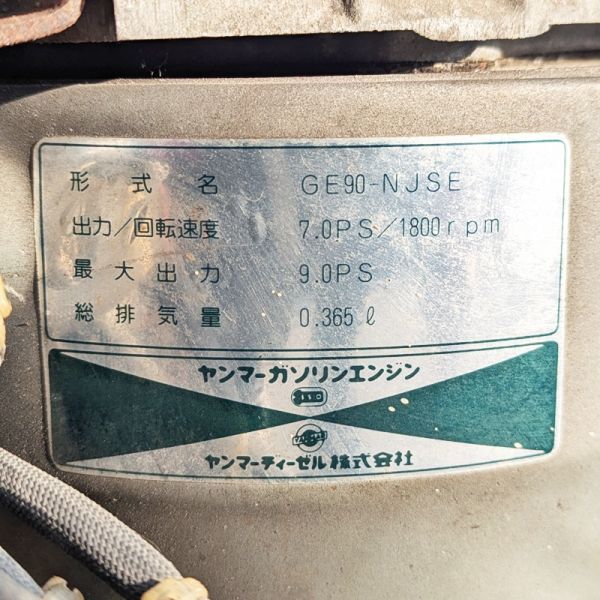 形式名 GE90-NJSE
出力/回転速度 7.0PS/1800rpm
最大出力 9.0PS
総排気量 0.365ℓ
ヤンマーガソリンエンジン
ヤンマーディーゼル株式会社